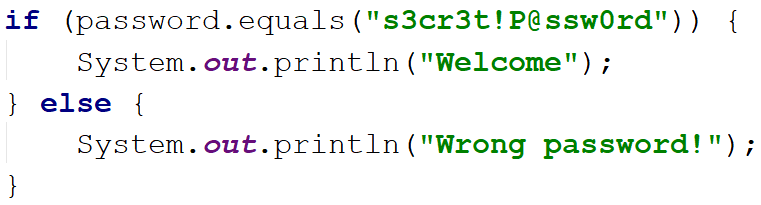 if (password.equals("s3cr3t!P@ssw0rd")) {
    System.out.println("Welcome");
} else {
    System.out.println("Wrong password!");
}